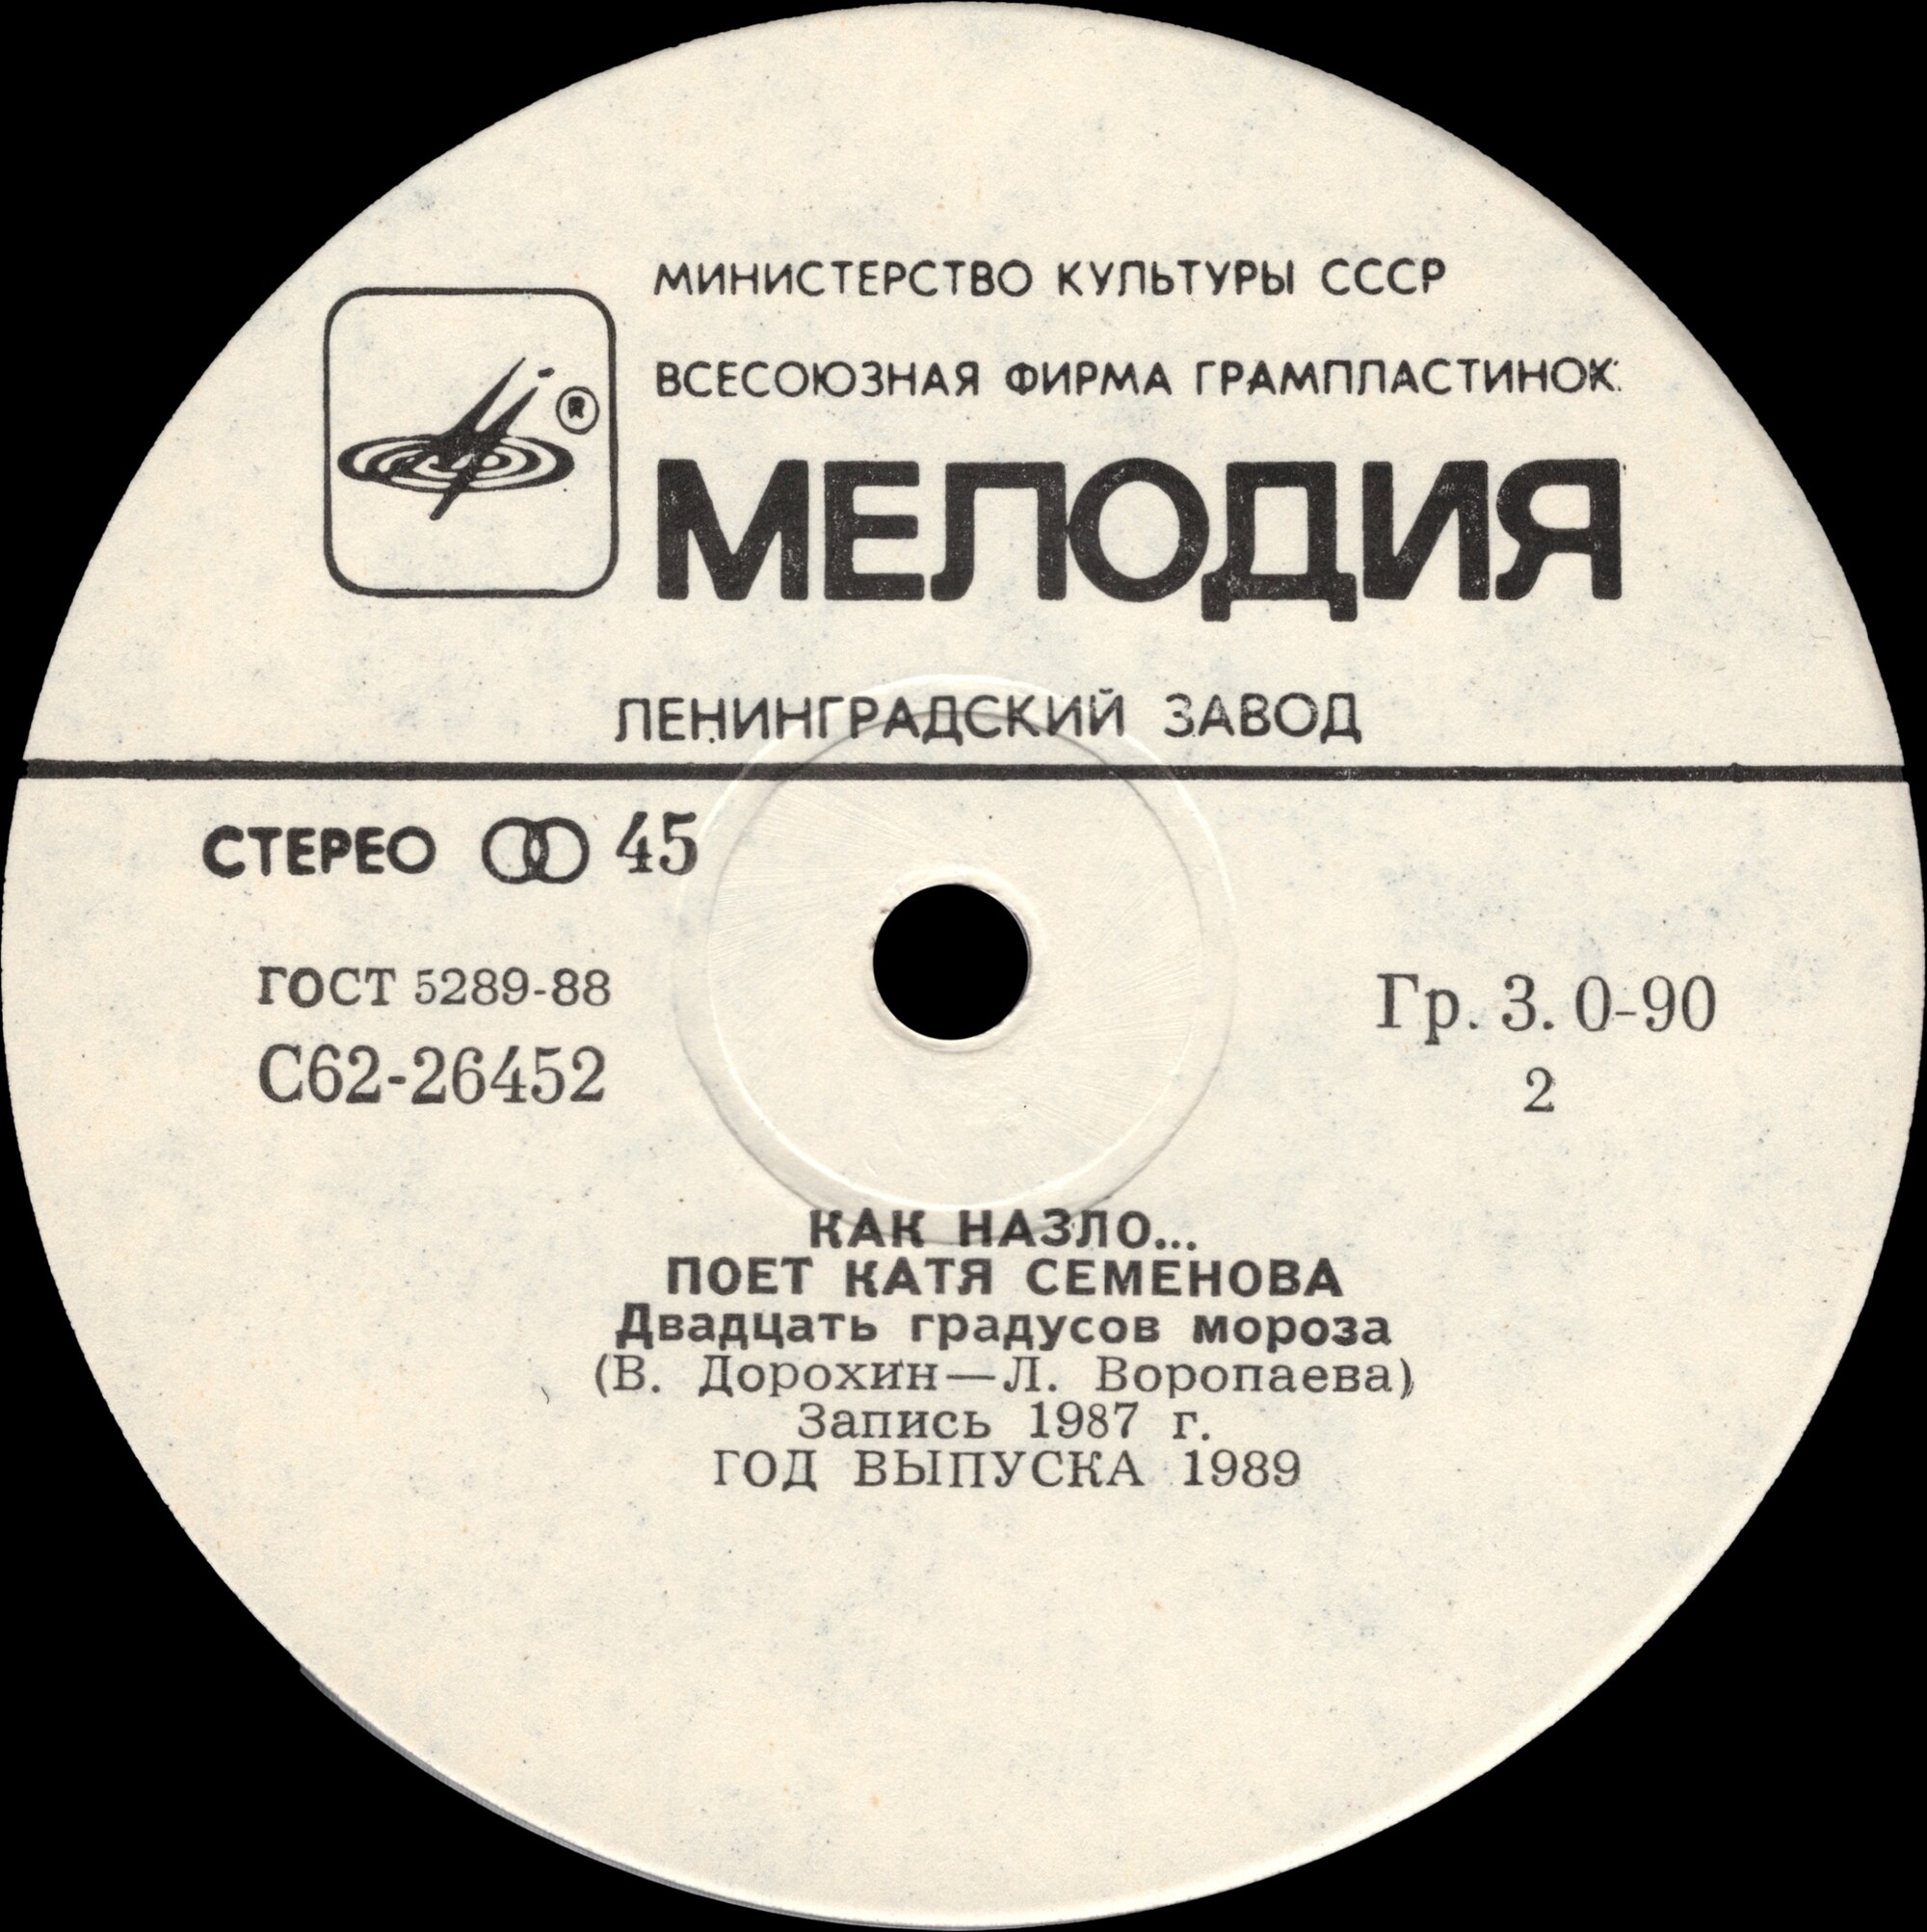 МИНИСТЕРСТВО КУЛЬТУРЫ СССР
ВСЕСОЮЗНАЯ ФИРМА ГРАМПЛАСТИНОК
®
МЕЛОДИЯ
ЛЕНИНГРАДСКИЙ ЗАВОД
СТЕРЕО 45
ГОСТ 5289-88
С62-26452
Гр. 3. 0-90
2
КАК НАЗЛО...
ПОЕТ КАТЯ СЕМЕНОВА
Двадцать градусов мороза
(В. Дорохин—Л. Воропаева)
Запись 1987 г.
ГОД ВЫПУСКА 1989